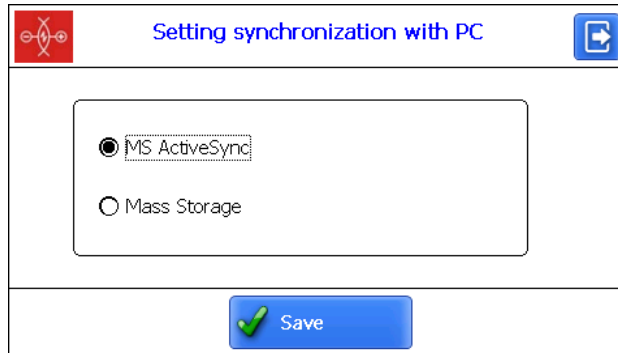 Setting synchronization with PC
MS ActiveSync
Mass Storage
Save